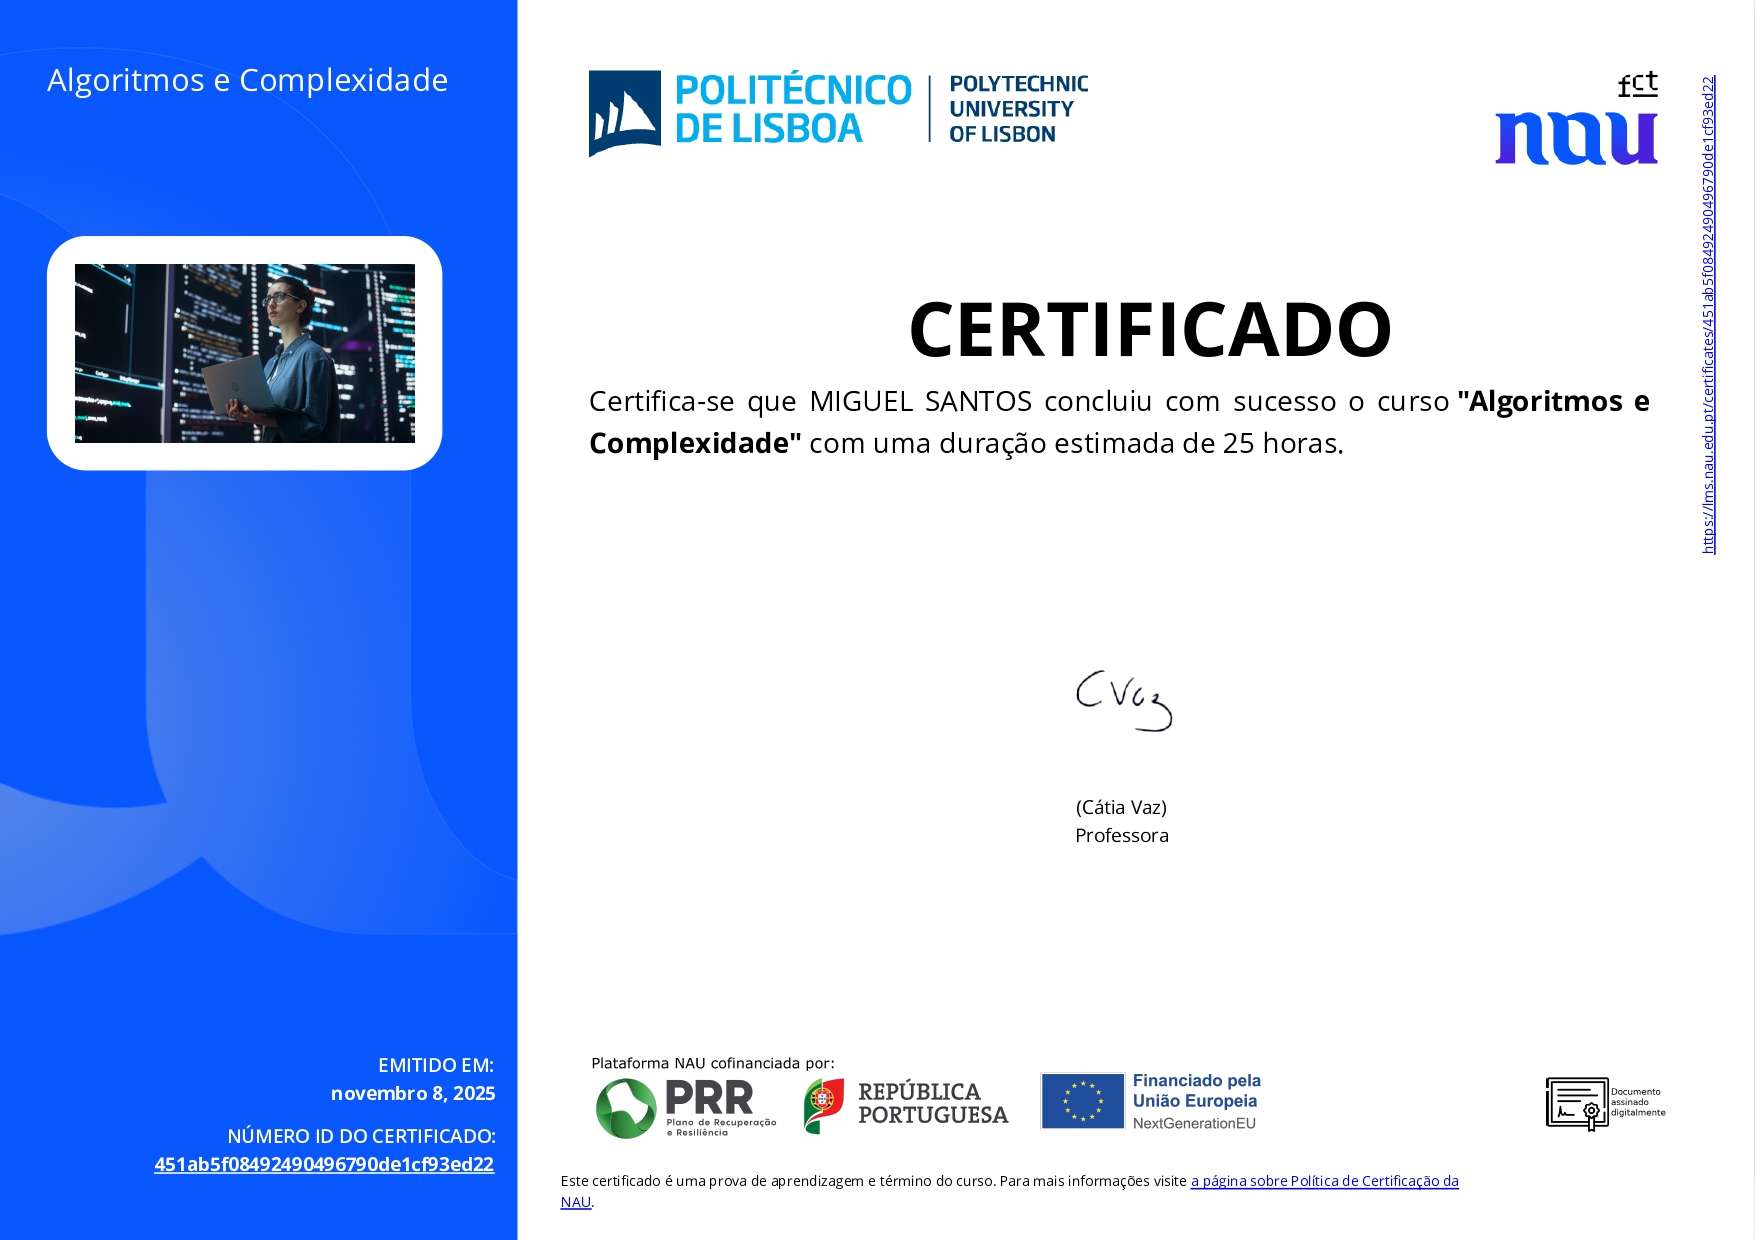 Algoritmos e Complexidade
POLITÉCNICO
DE LISBOA
POLYTECHNIC
UNIVERSITY
OF LISBON
fct
nau
https://lms.nau.edu.pt/certificates/451ab5f08492490496790de1cf93ed22
CERTIFICADO
Certifica-se que MIGUEL SANTOS concluiu com sucesso o curso "Algoritmos e
Complexidade" com uma duração estimada de 25 horas.
CVaz
(Cátia Vaz)
Professora
EMITIDO EM:
novembro 8, 2025
NÚMERO ID DO CERTIFICADO:
451ab5f08492490496790de1cf93ed22
Plataforma NAU cofinanciada por:
PRR
Plano de Recuperação
e Resiliência
REPÚBLICA
PORTUGUESA
Financiado pela
União Europeia
NextGenerationEU
Documento
assinado
digitalmente
Este certificado é uma prova de aprendizagem e término do curso. Para mais informações visite a página sobre Política de Certificação da
NAU.